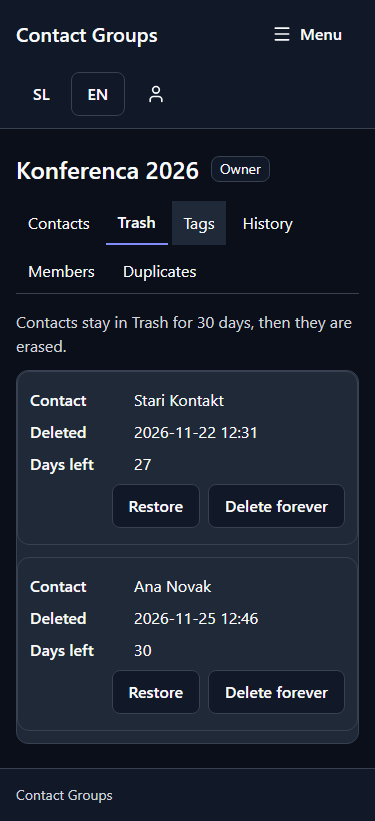 Contact Groups
Menu
SL EN
Konferenca 2026 Owner
Contacts Trash Tags History
Members Duplicates
Contacts stay in Trash for 30 days, then they are
erased.
Contact Stari Kontakt
Deleted 2026-11-22 12:31
Days left 27
Restore Delete forever
Contact Ana Novak
Deleted 2026-11-25 12:46
Days left 30
Restore Delete forever
Contact Groups